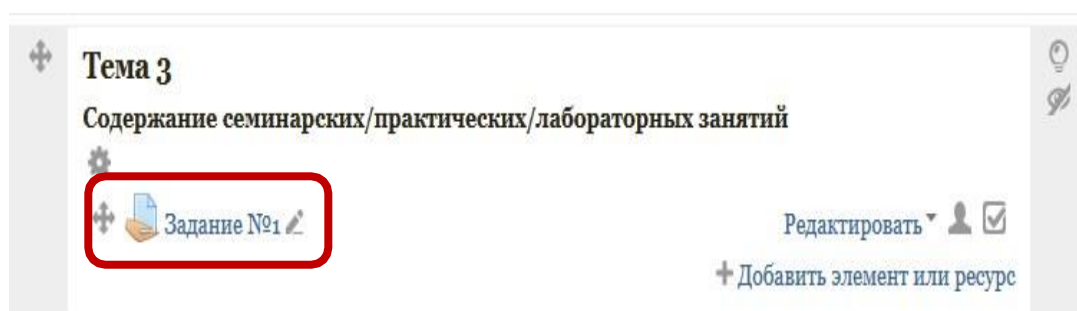 Тема 3
Содержание семинарских/практических/лабораторных занятий
Задание №1
Редактировать
Добавить элемент или ресурс